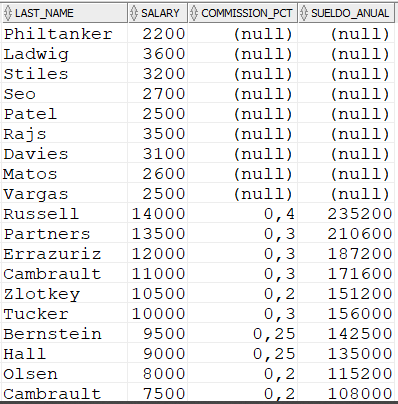 LAST_NAME SALARY COMMISSION_PCT SUELDO_ANUAL
Philtanker 2200 (null) (null)
Ladwig 3600 (null) (null)
Stiles 3200 (null) (null)
Seo 2700 (null) (null)
Patel 2500 (null) (null)
Rajs 3500 (null) (null)
Davies 3100 (null) (null)
Matos 2600 (null) (null)
Vargas 2500 (null) (null)
Russell 14000 0,4 235200
Partners 13500 0,3 210600
Errazuriz 12000 0,3 187200
Cambrault 11000 0,3 171600
Zlotkey 10500 0,2 151200
Tucker 10000 0,3 156000
Bernstein 9500 0,25 142500
Hall 9000 0,25 135000
Olsen 8000 0,2 115200
Cambrault 7500 0,2 108000